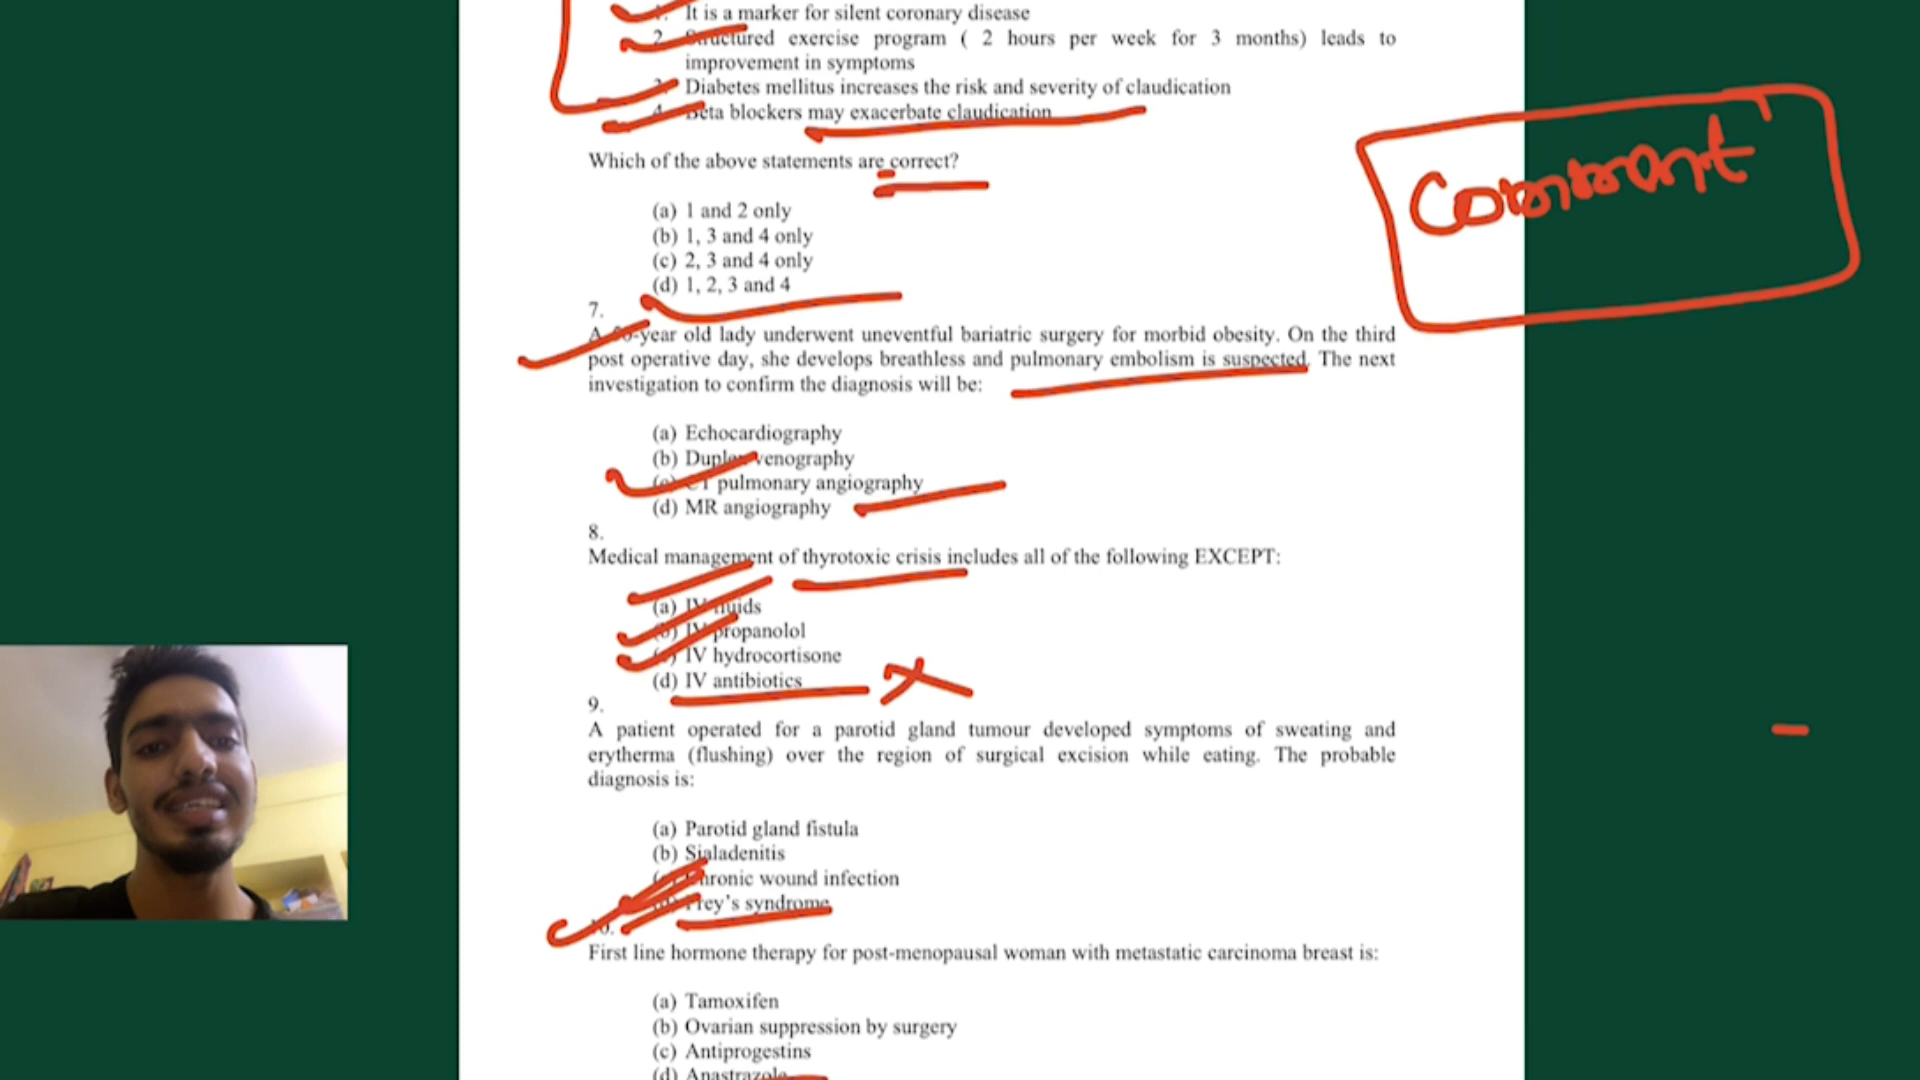 It is a marker for silent coronary disease
2. Structured exercise program ( 2 hours per week for 3 months) leads to
improvement in symptoms
Diabetes mellitus increases the risk and severity of claudication
4. Beta blockers may exacerbate claudication
Which of the above statements are correct?
(a) 1 and 2 only
(b) 1, 3 and 4 only
(c) 2, 3 and 4 only
(d) 1, 2, 3 and 4
7.
A -year old lady underwent uneventful bariatric surgery for morbid obesity. On the third
post operative day, she develops breathless and pulmonary embolism is suspected. The next
investigation to confirm the diagnosis will be:
(a) Echocardiography
(b) Duplex venography
(c) CT pulmonary angiography
(d) MR angiography
8.
Medical management of thyrotoxic crisis includes all of the following EXCEPT:
(a) IV fluids
(b) IV propanolol
(c) IV hydrocortisone
(d) IV antibiotics
9.
A patient operated for a parotid gland tumour developed symptoms of sweating and
erytherma (flushing) over the region of surgical excision while eating. The probable
diagnosis is:
(a) Parotid gland fistula
(b) Sialadenitis
(c) Chronic wound infection
(d) Frey's syndrome
10.
First line hormone therapy for post-menopausal woman with metastatic carcinoma breast is:
(a) Tamoxifen
(b) Ovarian suppression by surgery
(c) Antiprogestins
(d) Anastrazole
Comment